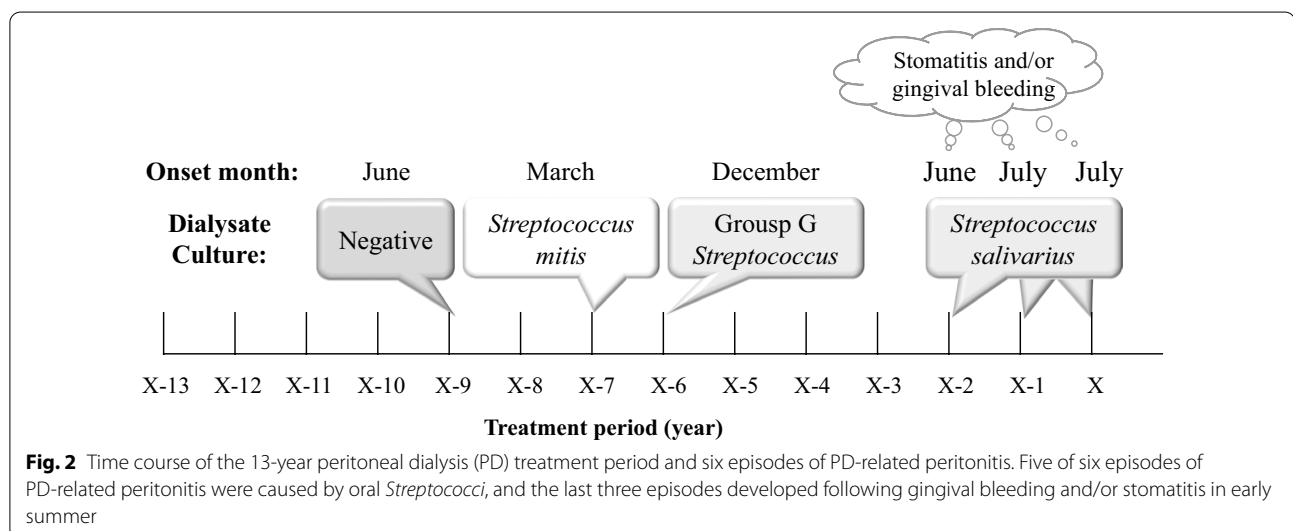 Stomatitis and/or
gingival bleeding
Onset month: June March December June July July
Dialysate
Culture:
Negative
Streptococcus
mitis
Grousp G
Streptococcus
Streptococcus
salivarius
X-13 X-12 X-11 X-10 X-9 X-8 X-7 X-6 X-5 X-4 X-3 X-2 X-1 X
Treatment period (year)
Fig. 2 Time course of the 13-year peritoneal dialysis (PD) treatment period and six episodes of PD-related peritonitis. Five of six episodes of
PD-related peritonitis were caused by oral Streptococci, and the last three episodes developed following gingival bleeding and/or stomatitis in early
summer